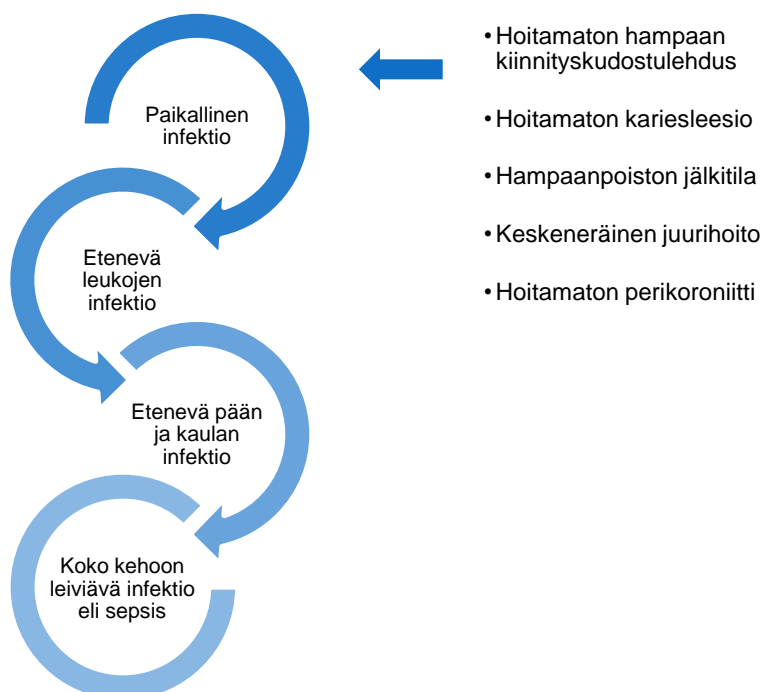 Paikallinen
infektio
Etenevä
leukojen
infektio
Etenevä pään
ja kaulan
infektio
Koko kehoon
leiviävä infektio
eli sepsis
• Hoitamaton hampaan
kiinnityskudostulehdus
• Hoitamaton kariesleesio
• Hampaanpoiston jälkitila
• Keskeneräinen juurihoito
• Hoitamaton perikoroniitti